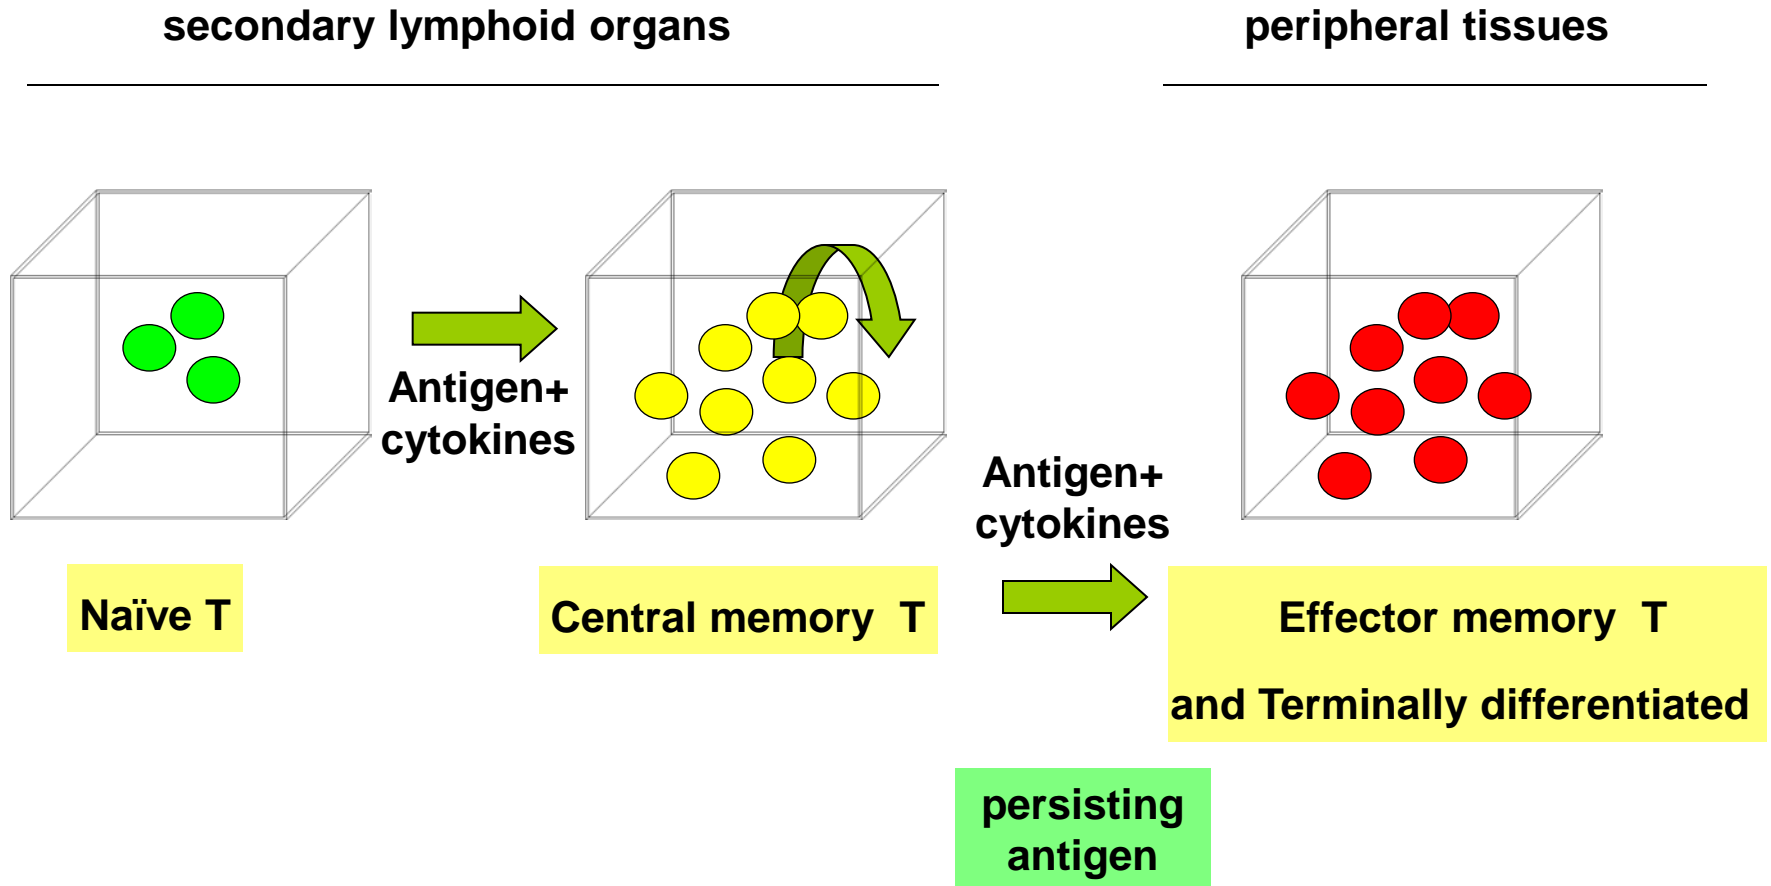 secondary lymphoid organs
peripheral tissues
Antigen+
cytokines
Antigen+
cytokines
Naïve T
Central memory T
Effector memory T
and Terminally differentiated
persisting
antigen